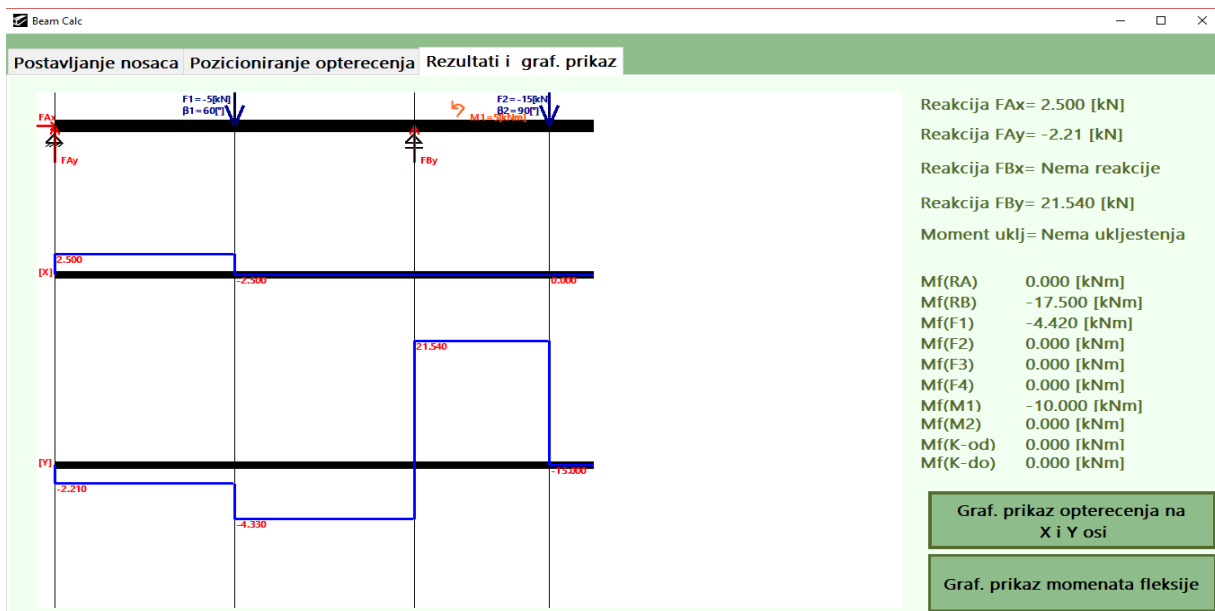 Beam Calc
Postavljanje nosaca Pozicioniranje opterecenja Rezultati i graf. prikaz
F1=-5[kN]
β1=60[°]
F2=-15[kN
β2=90[°]
M1=5[kNm]
FAx
FAy
FBy
2.500
[X]
-2.500
0.000
21.540
[Y]
-15.000
-2.210
-4.330
Reakcija FAx= 2.500 [kN]
Reakcija FAy= -2.21 [kN]
Reakcija FBx= Nema reakcije
Reakcija FBy= 21.540 [kN]
Moment uklj= Nema ukljestenja
Mf(RA) 0.000 [kNm]
Mf(RB) -17.500 [kNm]
Mf(F1) -4.420 [kNm]
Mf(F2) 0.000 [kNm]
Mf(F3) 0.000 [kNm]
Mf(F4) 0.000 [kNm]
Mf(M1) -10.000 [kNm]
Mf(M2) 0.000 [kNm]
Mf(K-od) 0.000 [kNm]
Mf(K-do) 0.000 [kNm]
Graf. prikaz opterecenja na
X i Y osi
Graf. prikaz momenata fleksije